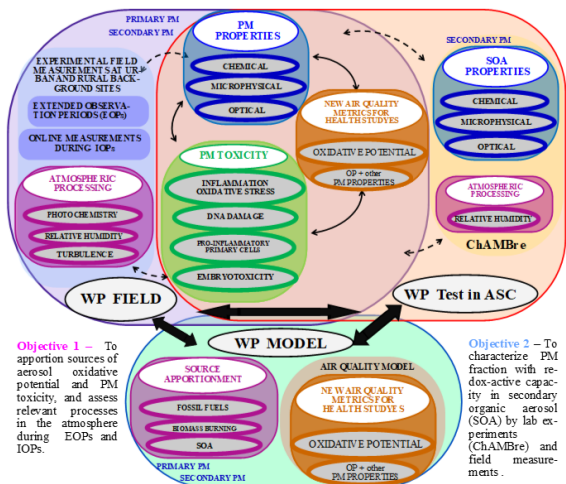 PRIMARY PM
SECONDARY PM
EXPERIMENTAL FIELD
MEASUREMENTS AT UR-
BAN AND RURAL BACK-
GROUND SITES
EXTENDED OBSERVA-
TION PERIODS (EOPs)
ONLINE MEASUREMENTS
DURING IOPs
ATMOSPHERIC
PROCESSING
PHOTOCHEMISTRY
RELATIVE HUMIDITY
TURBULENCE
PM
PROPERTIES
CHEMICAL
MICROPHYSICAL
OPTICAL
PM TOXICITY
INFLAMMATION
OXIDATIVE STRESS
DNA DAMAGE
PRO-INFLAMMATORY
PRIMARY CELLS
EMBRYOTOXICITY
NEW AIR QUALITY
METRICS FOR
HEALTH STUDYES
OXIDATIVE POTENTIAL
OP + other
PM PROPERTIES
SECONDARY PM
SOA
PROPERTIES
CHEMICAL
MICROPHYSICAL
OPTICAL
ATMOSPHERIC
PROCESSING
RELATIVE HUMIDITY
ChAMBre
WP FIELD
WP Test in ASC
WP MODEL
Objective 1 – To
apportion sources of
aerosol oxidative
potential and PM
toxicity, and assess
relevant processes
in the atmosphere
during EOPs and
IOPs.
SOURCE
APPORTIONMENT
FOSSIL FUELS
BIOMASS BURNING
SOA
PRIMARY PM
SECONDARY PM
AIR QUALITY MODEL
NEW AIR QUALITY
METRICS FOR
HEALTH STUDYES
OXIDATIVE POTENTIAL
OP + other
PM PROPERTIES
Objective 2 – To
characterize PM
fraction with re-
dox-active capac-
ity in secondary
organic aerosol
(SOA) by lab ex-
periments
(ChAMBre) and
field measure-
ments .